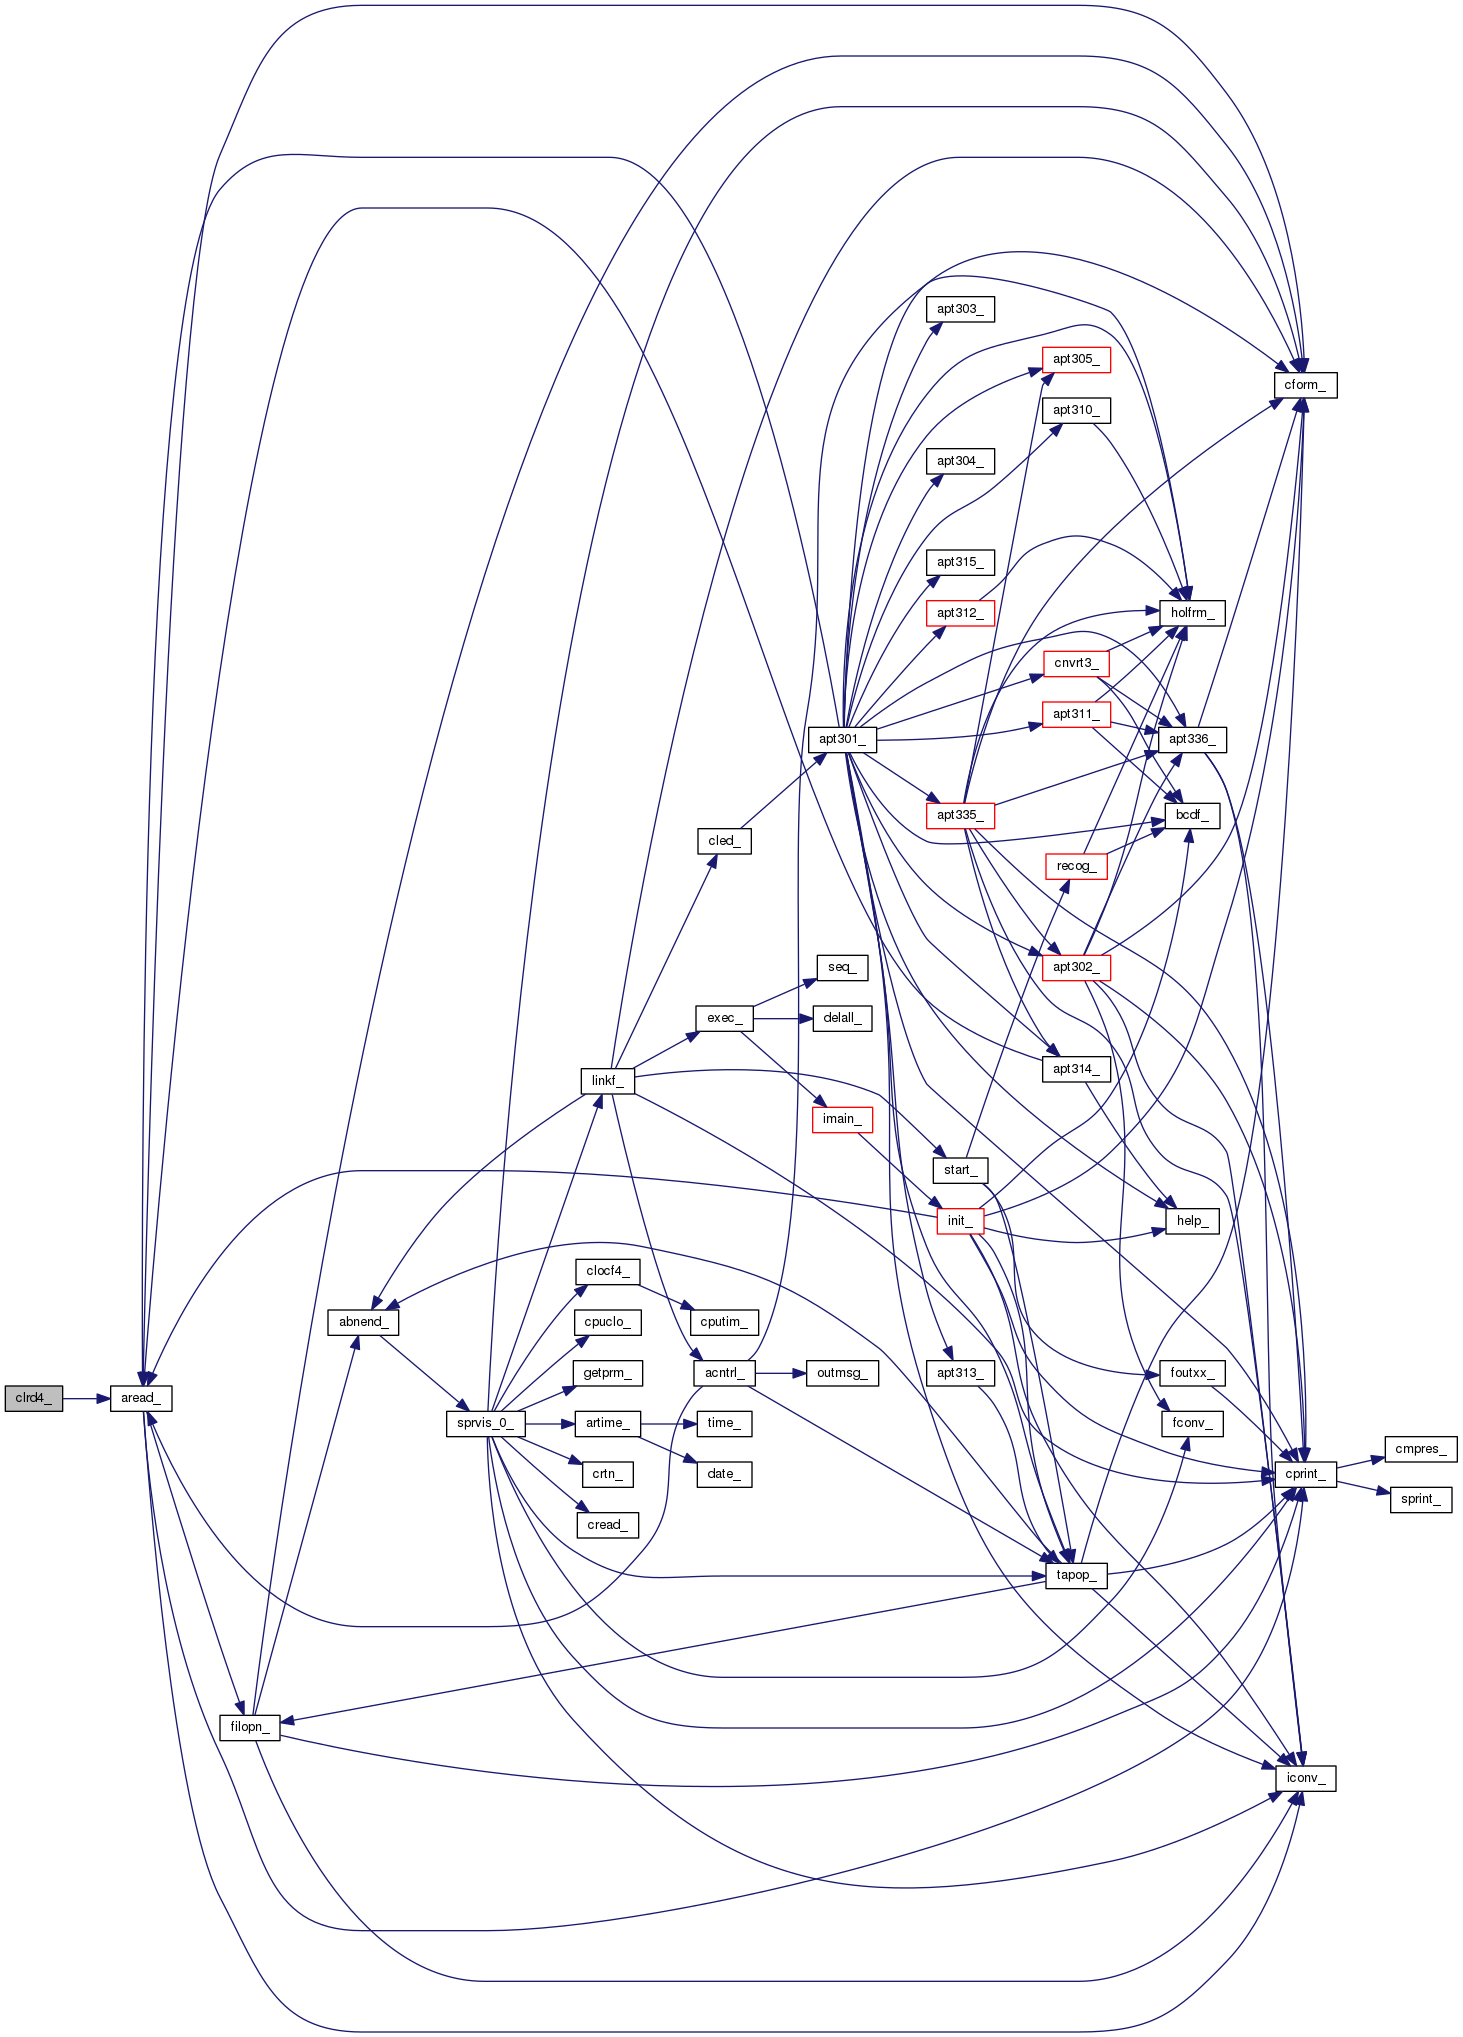 clrd4_
aread_
filopn_
abnend_
sprvis_0_
linkf_
clocf4_
cpuclo_
getprm_
artime_
crtn_
cread_
cled_
exec_
cputim_
acntrl_
time_
date_
apt301_
seq_
delall_
imain_
outmsg_
apt303_
apt304_
apt315_
apt312_
apt335_
start_
init_
apt313_
apt305_
apt310_
cnvrt3_
apt311_
recog_
apt302_
apt314_
tapop_
holfrm_
apt336_
bcdf_
help_
foutxx_
fconv_
cform_
cprint_
iconv_
cmpres_
sprint_